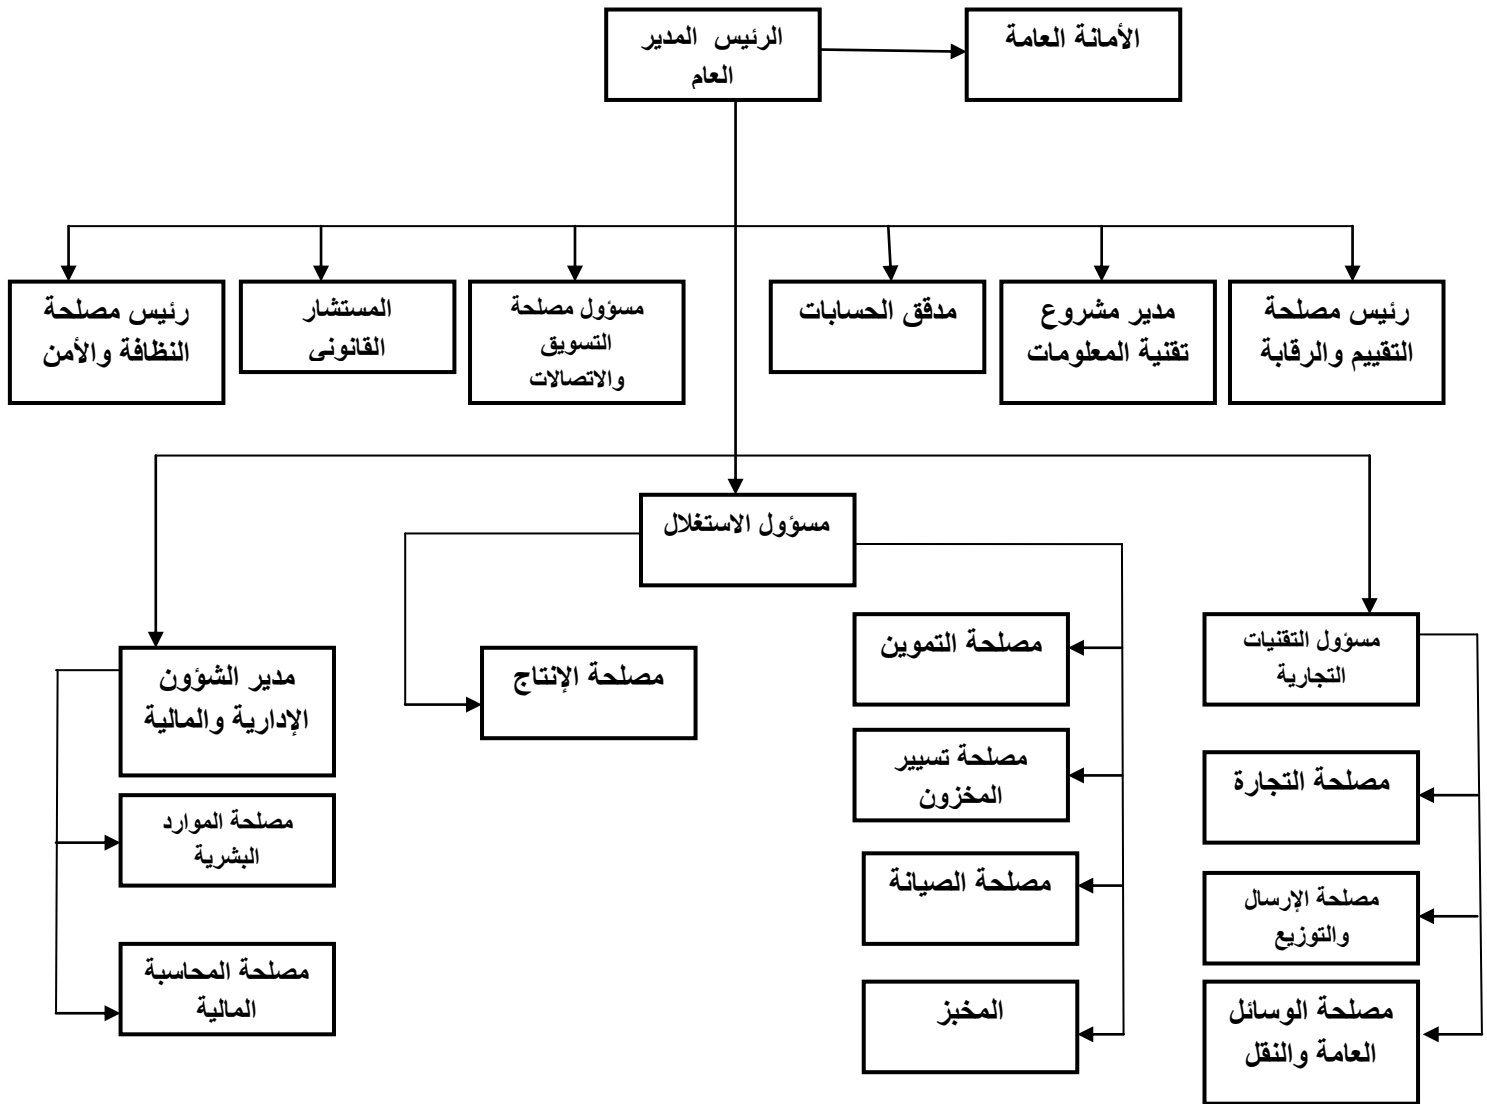 الرئيس المدير
العام
الأمانة العامة
رئيس مصلحة
التقييم والرقابة
مدير مشروع
تقنية المعلومات
مدقق الحسابات
مسؤول مصلحة
التسويق
والاتصالات
المستشار
القانوني
رئيس مصلحة
النظافة والأمن
مسؤول الاستغلال
مسؤول التقنيات
التجارية
مصلحة التجارة
مصلحة الإرسال
والتوزيع
مصلحة الوسائل
العامة والنقل
مصلحة التموين
مصلحة تسيير
المخزون
مصلحة الصيانة
المخبز
مصلحة الإنتاج
مدير الشؤون
الإدارية والمالية
مصلحة الموارد
البشرية
مصلحة المحاسبة
المالية